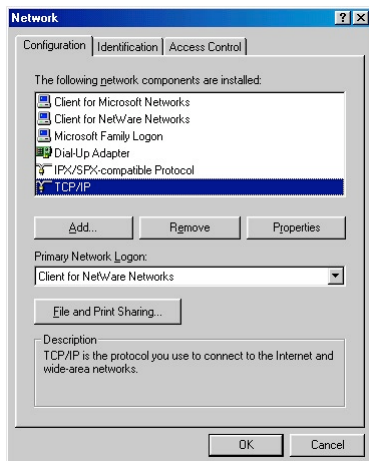 Network
Configuration Identification Access Control
The following network components are installed:
Client for Microsoft Networks
Client for NetWare Networks
Microsoft Family Logon
Dial-Up Adapter
IPX/SPX-compatible Protocol
TCP/IP
Add... Remove Properties
Primary Network Logon:
Client for NetWare Networks
File and Print Sharing...
Description
TCP/IP is the protocol you use to connect to the Internet and
wide-area networks.
OK Cancel